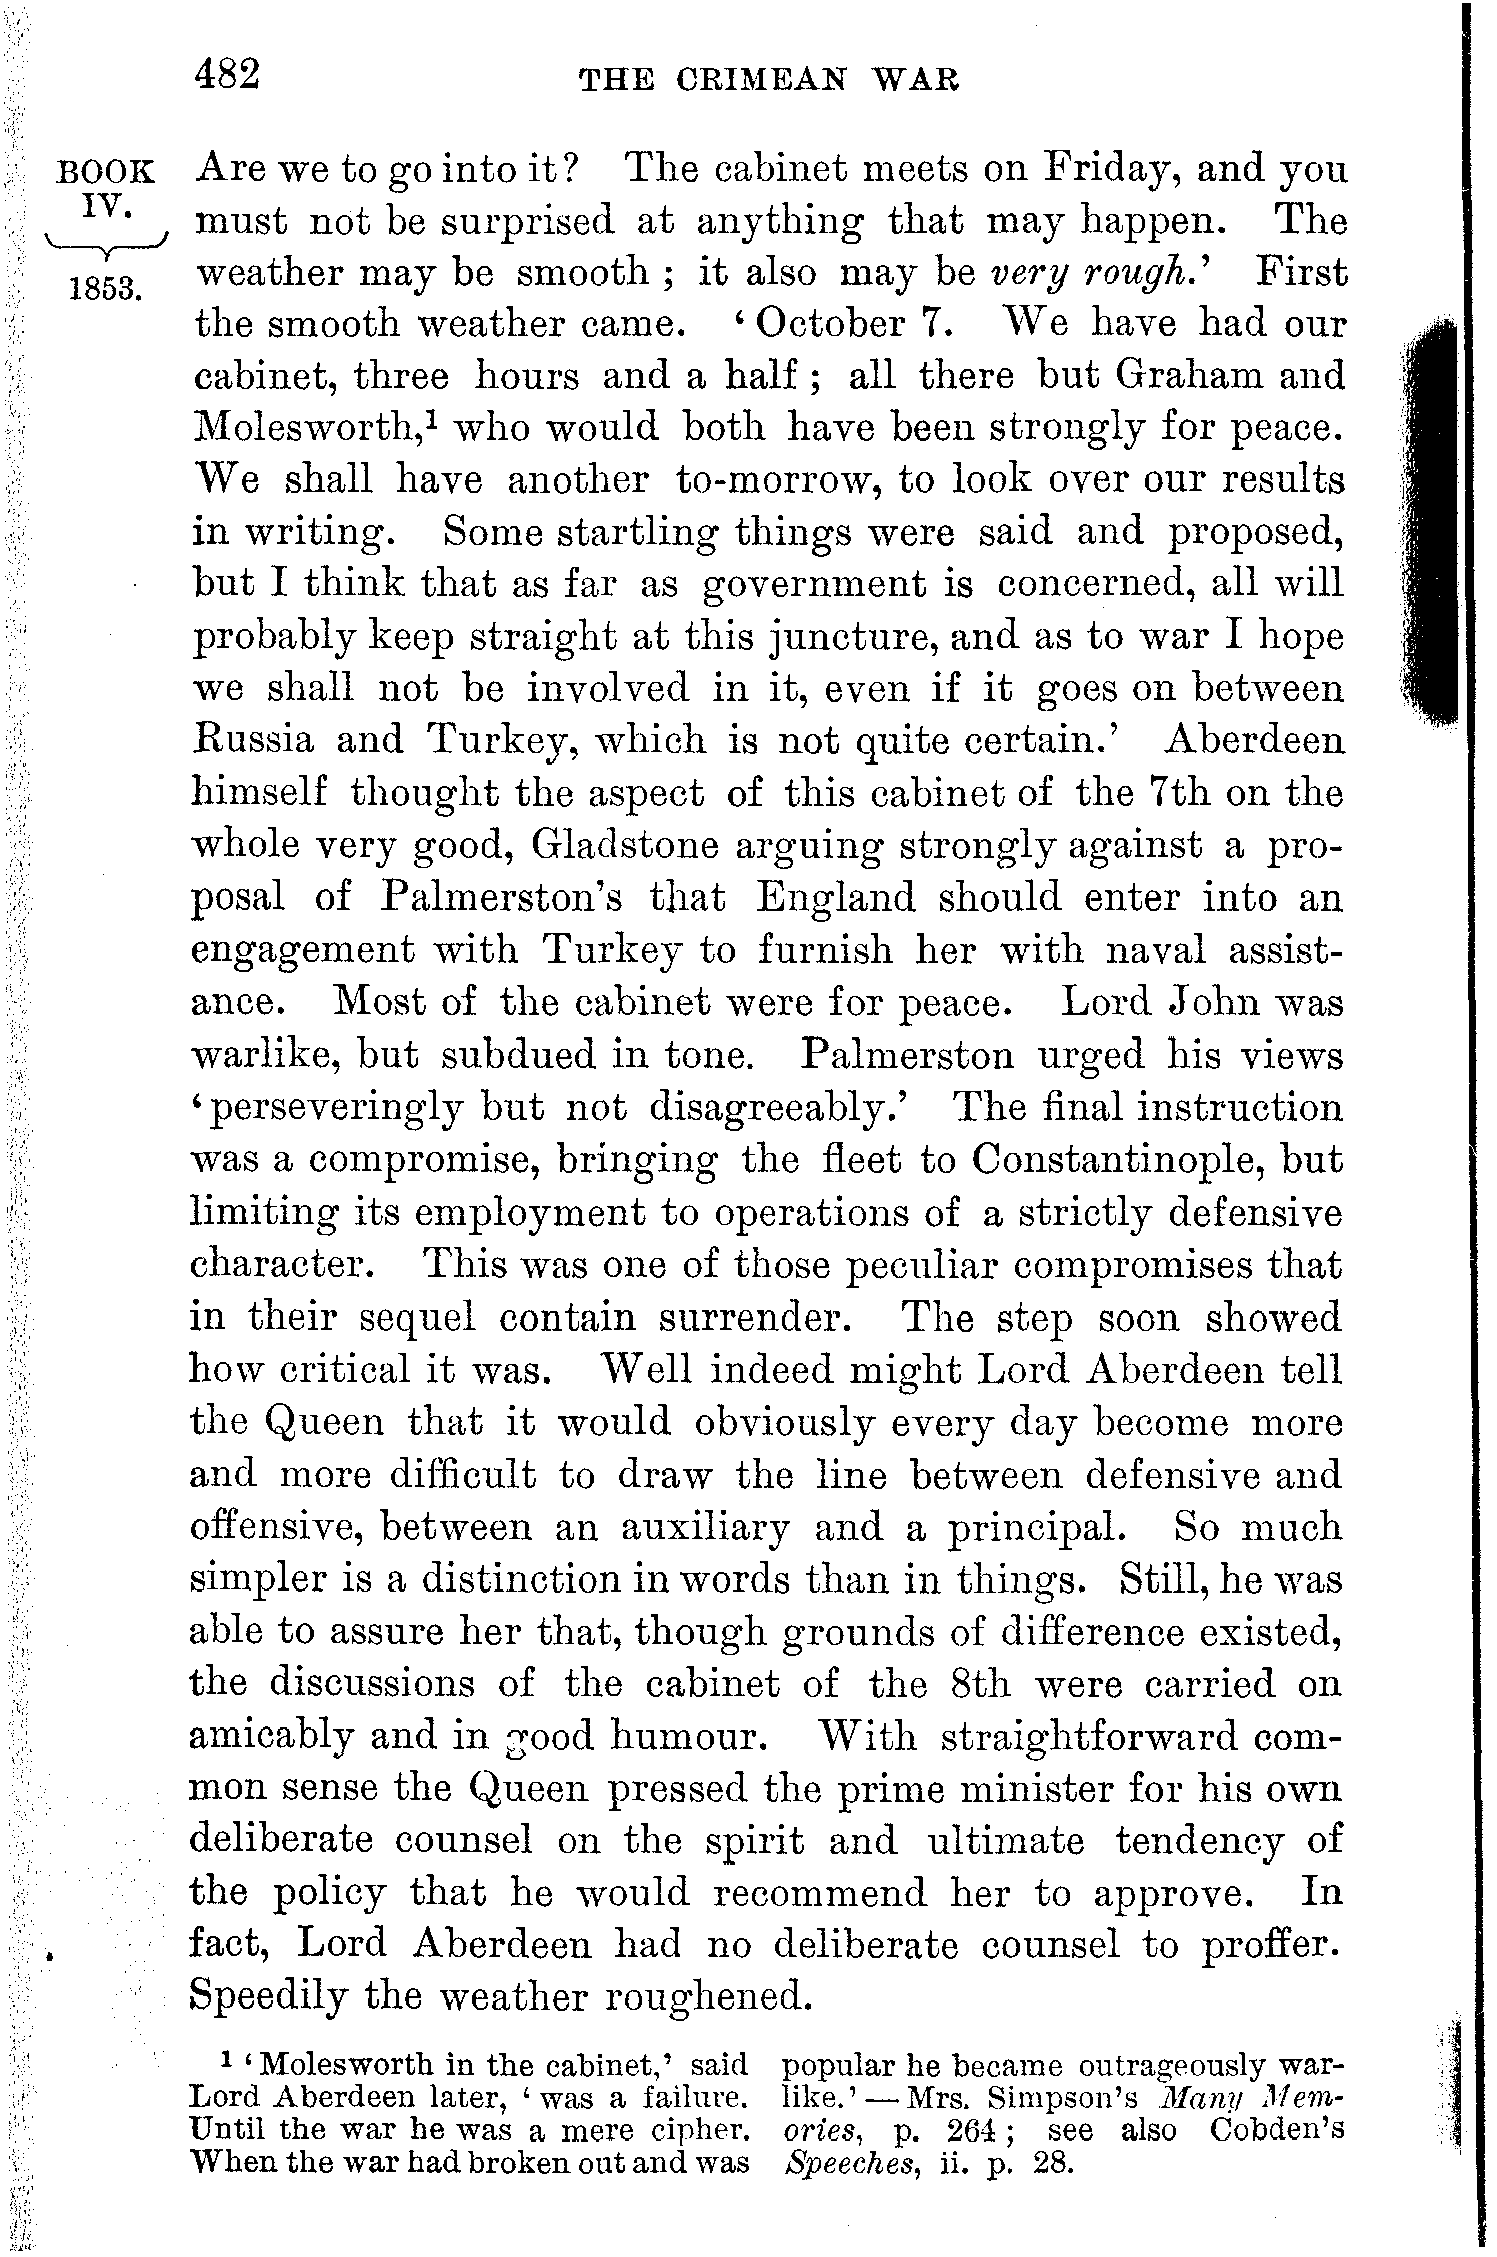 482 THE CRIMEAN WAR
BOOK
IV.
1853.
Are we to go into it? The cabinet meets on Friday, and you
must not be surprised at anything that may happen. The
weather may be smooth ; it also may be very rough.' First
the smooth weather came. ' October 7. We have had our
cabinet, three hours and a half ; all there but Graham and
Molesworth,¹ who would both have been strongly for peace.
We shall have another to-morrow, to look over our results
in writing. Some startling things were said and proposed,
but I think that as far as government is concerned, all will
probably keep straight at this juncture, and as to war I hope
we shall not be involved in it, even if it goes on between
Russia and Turkey, which is not quite certain.' Aberdeen
himself thought the aspect of this cabinet of the 7th on the
whole very good, Gladstone arguing strongly against a pro-
posal of Palmerston's that England should enter into an
engagement with Turkey to furnish her with naval assist-
ance. Most of the cabinet were for peace. Lord John was
warlike, but subdued in tone. Palmerston urged his views
'perseveringly but not disagreeably.' The final instruction
was a compromise, bringing the fleet to Constantinople, but
limiting its employment to operations of a strictly defensive
character. This was one of those peculiar compromises that
in their sequel contain surrender. The step soon showed
how critical it was. Well indeed might Lord Aberdeen tell
the Queen that it would obviously every day become more
and more difficult to draw the line between defensive and
offensive, between an auxiliary and a principal. So much
simpler is a distinction in words than in things. Still, he was
able to assure her that, though grounds of difference existed,
the discussions of the cabinet of the 8th were carried on
amicably and in good humour. With straightforward com-
mon sense the Queen pressed the prime minister for his own
deliberate counsel on the spirit and ultimate tendency of
the policy that he would recommend her to approve. In
fact, Lord Aberdeen had no deliberate counsel to proffer.
Speedily the weather roughened.
¹ 'Molesworth in the cabinet,' said
Lord Aberdeen later, ' was a failure.
Until the war he was a mere cipher.
When the war had broken out and was
popular he became outrageously war-
like.'—Mrs. Simpson's Many Mem-
ories, p. 264 ; see also Cobden's
Speeches, ii. p. 28.